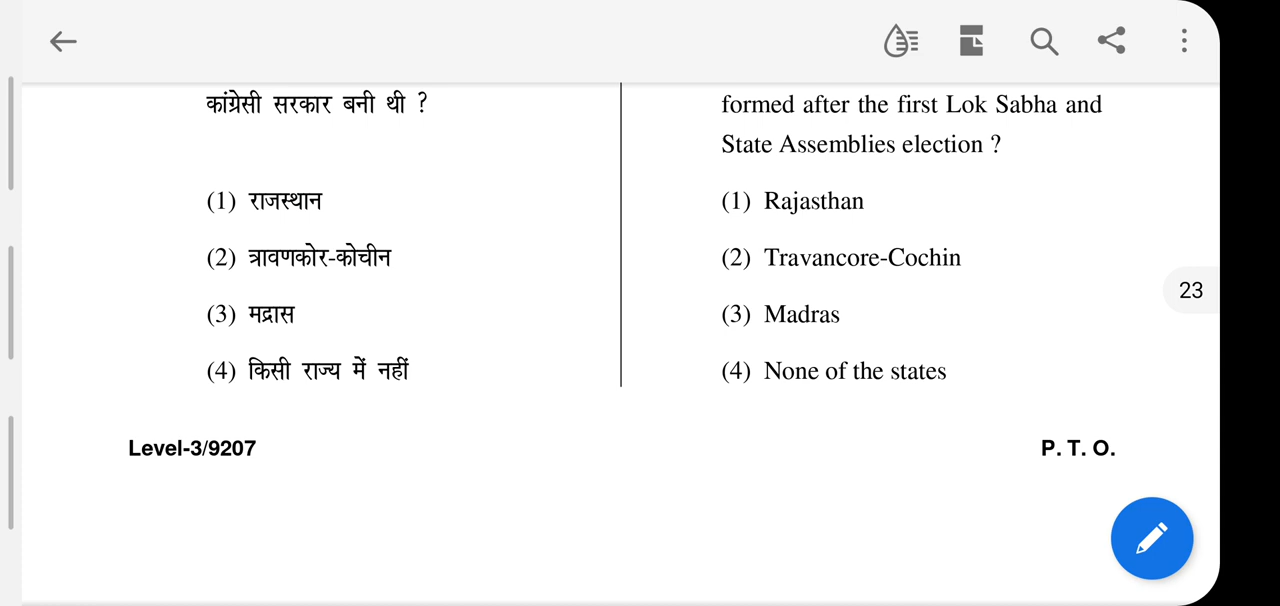 कांग्रेसी सरकार बनी थी ?
(1) राजस्थान
(2) त्रावणकोर-कोचीन
(3) मद्रास
(4) किसी राज्य में नहीं
formed after the first Lok Sabha and
State Assemblies election ?
(1) Rajasthan
(2) Travancore-Cochin
(3) Madras
(4) None of the states
23
Level-3/9207
P. T. O.